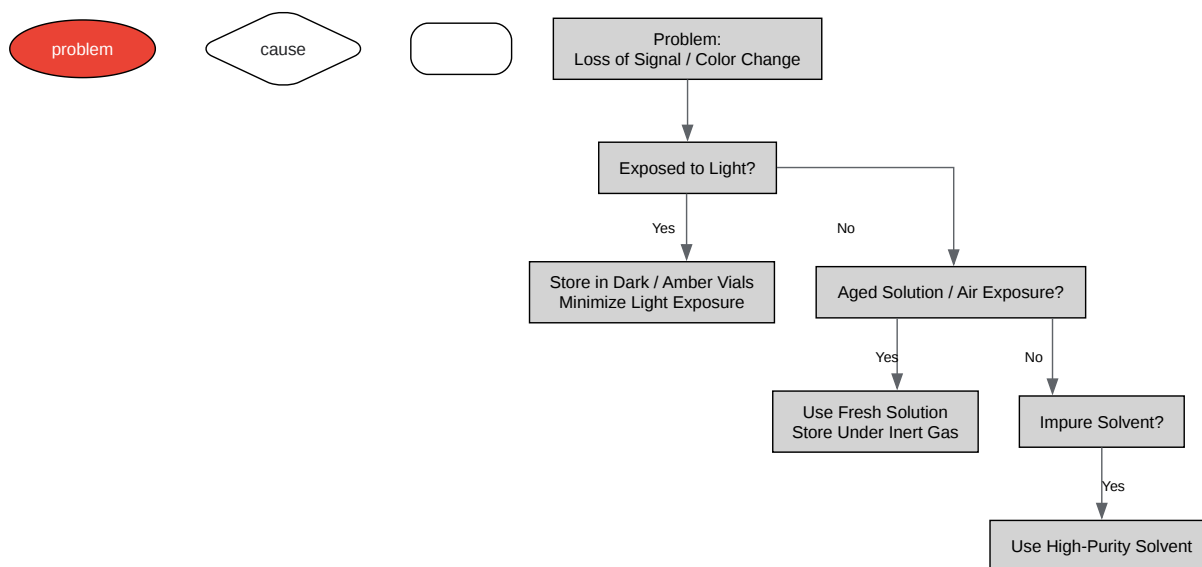 problem
cause
Problem:
Loss of Signal / Color Change
Exposed to Light?
Yes
No
Store in Dark / Amber Vials
Minimize Light Exposure
Aged Solution / Air Exposure?
Yes
No
Use Fresh Solution
Store Under Inert Gas
Impure Solvent?
Yes
Use High-Purity Solvent